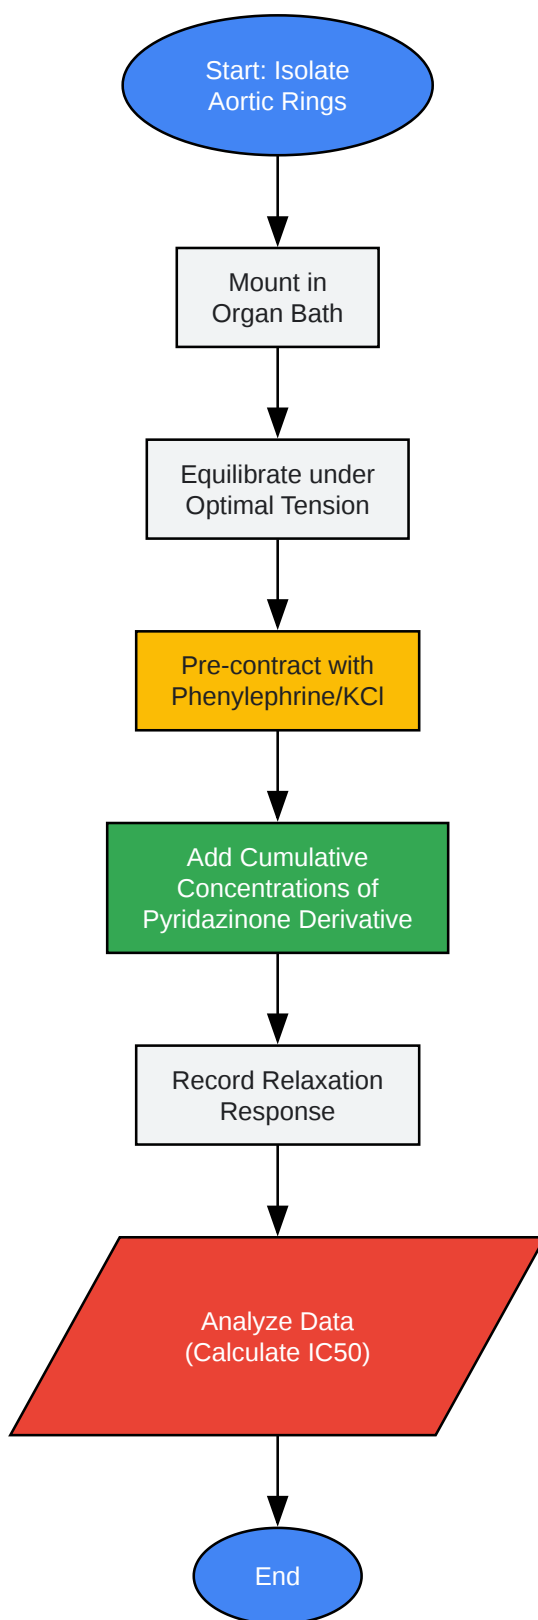 Start: Isolate
Aortic Rings
Mount in
Organ Bath
Equilibrate under
Optimal Tension
Pre-contract with
Phenylephrine/KCl
Add Cumulative
Concentrations of
Pyridazinone Derivative
Record Relaxation
Response
Analyze Data
(Calculate IC50)
End